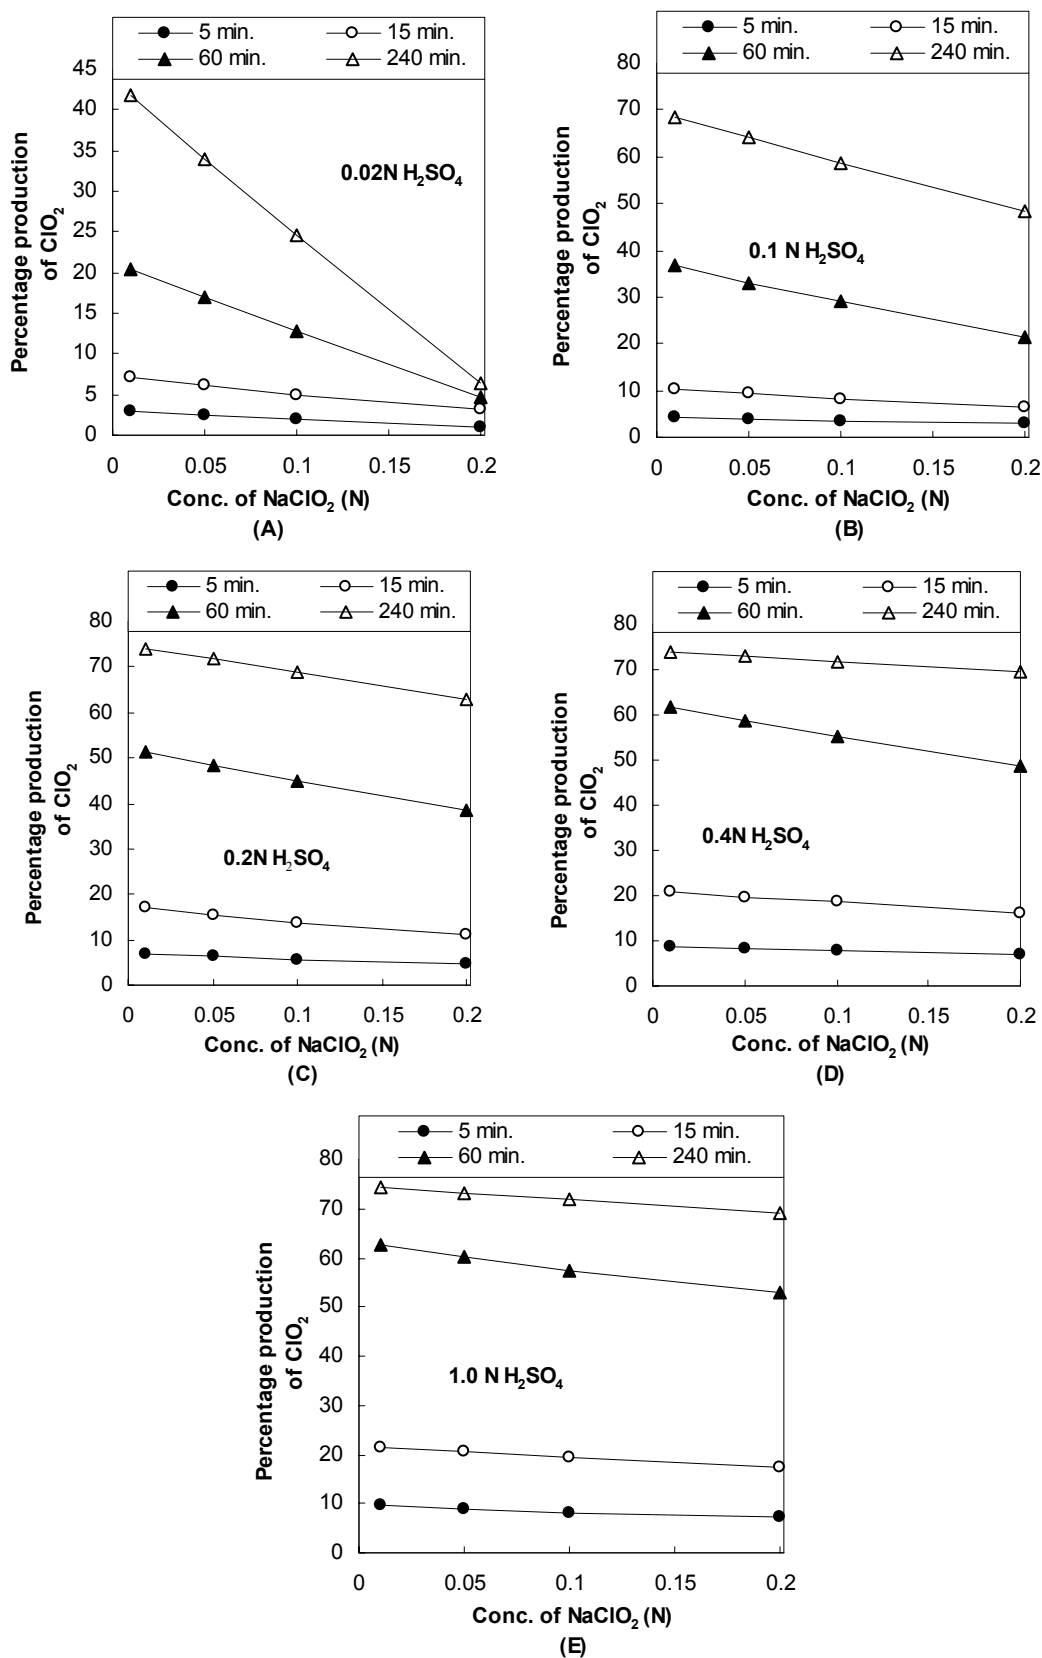 5 min. 15 min.
60 min. 240 min.
45
40
35
30
25
20
15
10
5
0
0.02N H₂SO₄
Percentage production
of ClO₂
0 0.05 0.1 0.15 0.2
Conc. of NaClO₂ (N)
(A)
5 min. 15 min.
60 min. 240 min.
80
70
60
50
40
30
20
10
0
0.1 N H₂SO₄
Percentage production
of ClO₂
0 0.05 0.1 0.15 0.2
Conc. of NaClO₂ (N)
(B)
5 min. 15 min.
60 min. 240 min.
80
70
60
50
40
30
20
10
0
0.2N H₂SO₄
Percentage production
of ClO₂
0 0.05 0.1 0.15 0.2
Conc. of NaClO₂ (N)
(C)
5 min. 15 min.
60 min. 240 min.
80
70
60
50
40
30
20
10
0
0.4N H₂SO₄
Percentage production
of ClO₂
0 0.05 0.1 0.15 0.2
Conc. of NaClO₂ (N)
(D)
5 min. 15 min.
60 min. 240 min.
80
70
60
50
40
30
20
10
0
1.0 N H₂SO₄
Percentage production
of ClO₂
0 0.05 0.1 0.15 0.2
Conc. of NaClO₂ (N)
(E)